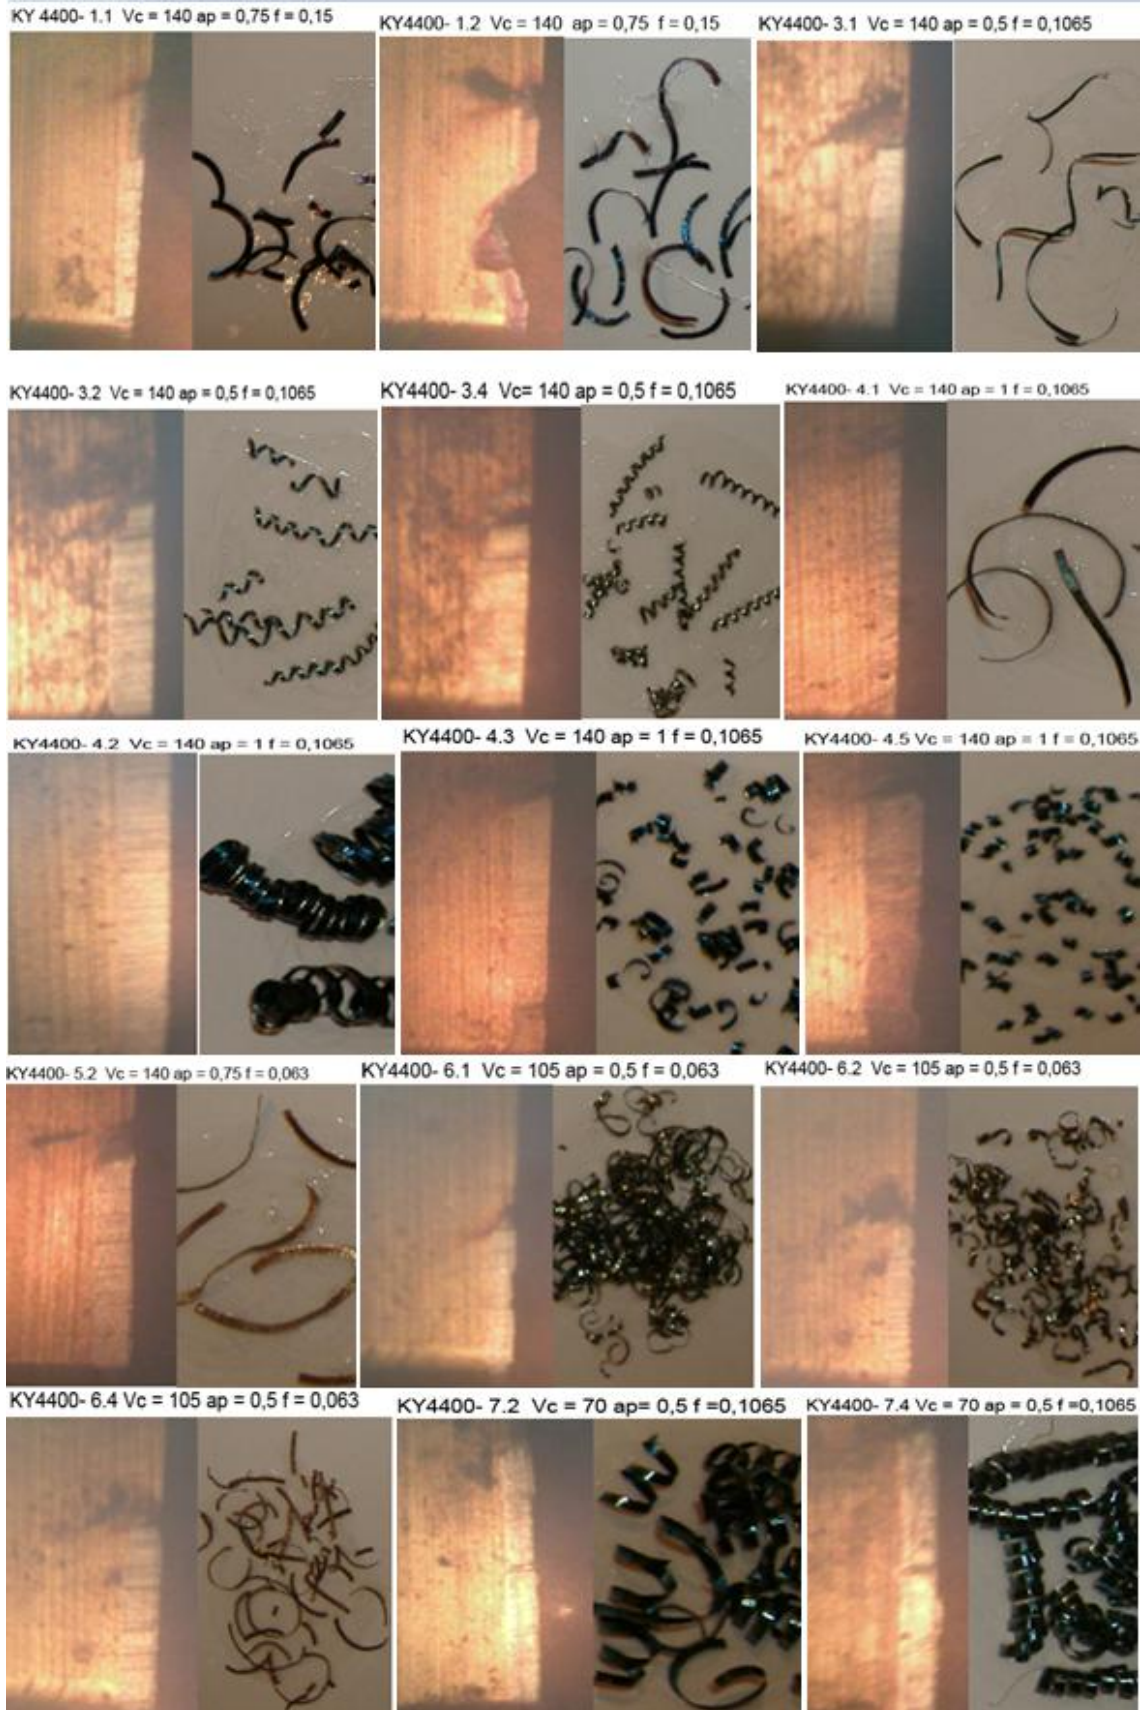 KY 4400- 1.1 Vc = 140 ap = 0,75 f = 0,15
KY4400- 1.2 Vc = 140 ap = 0,75 f = 0,15
KY4400- 3.1 Vc = 140 ap = 0,5 f = 0,1065
KY4400- 3.2 Vc = 140 ap = 0,5 f = 0,1065
KY4400- 3.4 Vc= 140 ap = 0,5 f = 0,1065
KY4400- 4.1 Vc = 140 ap = 1 f = 0,1065
KY4400- 4.2 Vc = 140 ap = 1 f = 0,1065
KY4400- 4.3 Vc = 140 ap = 1 f = 0,1065
KY4400- 4.5 Vc = 140 ap = 1 f = 0,1065
KY4400- 5.2 Vc = 140 ap = 0,75 f = 0,063
KY4400- 6.1 Vc = 105 ap = 0,5 f = 0,063
KY4400- 6.2 Vc = 105 ap = 0,5 f = 0,063
KY4400- 6.4 Vc = 105 ap = 0,5 f = 0,063
KY4400- 7.2 Vc = 70 ap= 0,5 f =0,1065
KY4400- 7.4 Vc = 70 ap = 0,5 f =0,1065